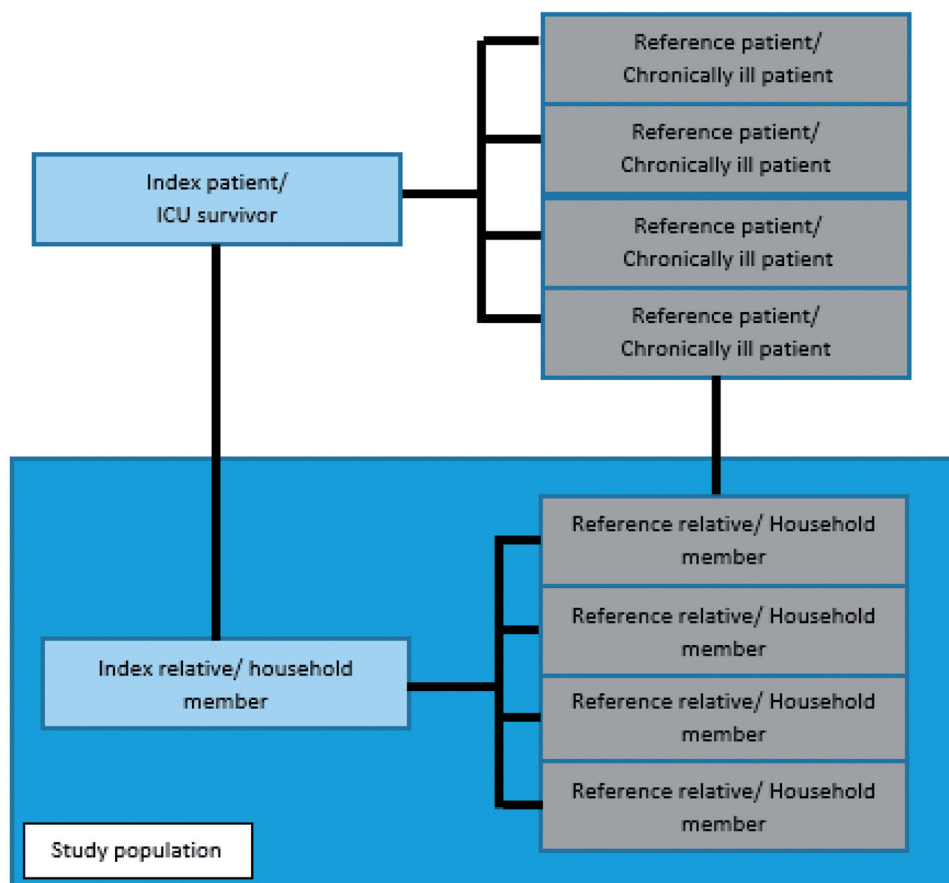 Reference patient/
Chronically ill patient
Reference patient/
Chronically ill patient
Index patient/
ICU survivor
Reference patient/
Chronically ill patient
Reference patient/
Chronically ill patient
Reference relative/ Household
member
Reference relative/ Household
member
Index relative/ household
member
Reference relative/ Household
member
Reference relative/ Household
member
Study population